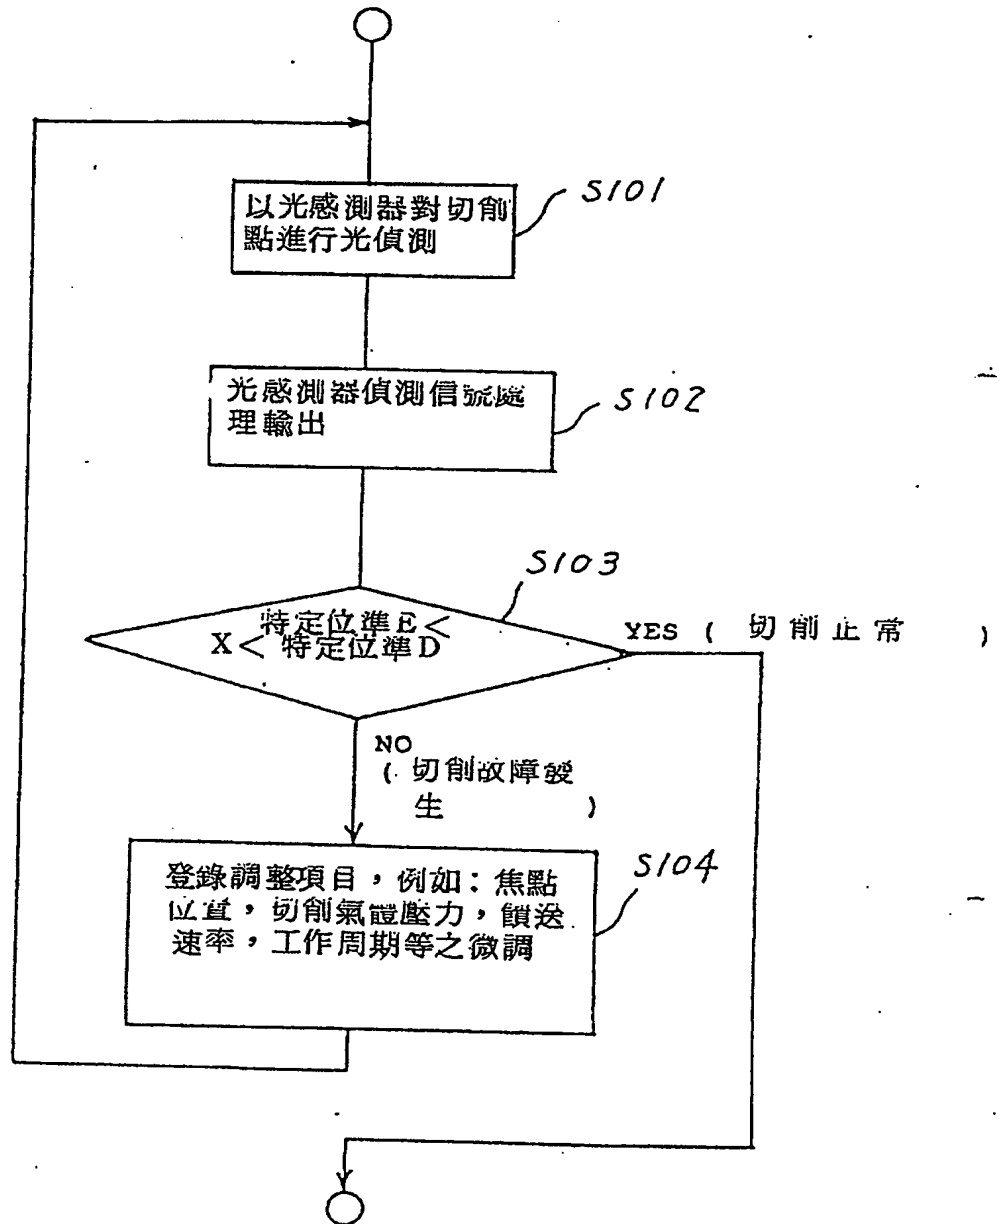 以光感測器對切削
點進行光偵測
S101
光感測器偵測信號處
理輸出
S102
S103
特定位準E<
X< 特定位準D
YES ( 切削正常 )
NO
( 切削故障發
生 )
登錄調整項目，例如：焦點
位置，切削氣體壓力，饋送
速率，工作周期等之微調
S104